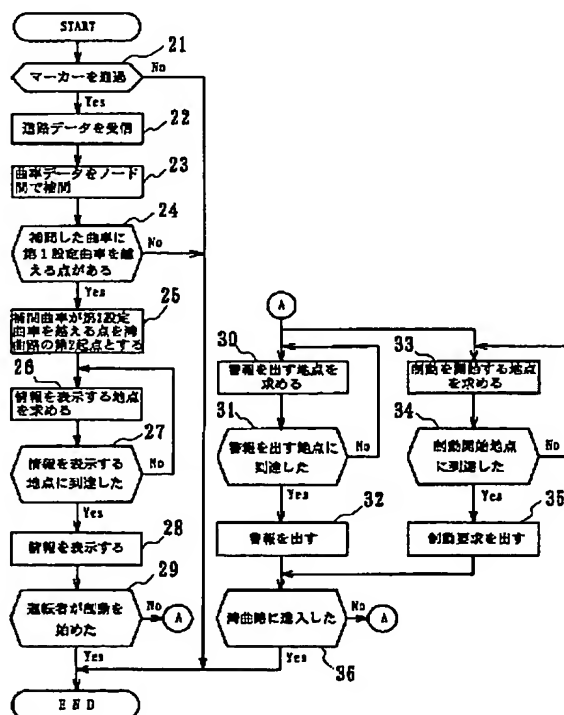 START
21
マーカーを通過
No
Yes
道路データを受信
22
曲率データをノード
間で補間
23
24
補間した曲率に
第1設定曲率を越
える点がある
No
Yes
25
補間曲率が第1設定
曲率を越える点を湾
曲路の第2起点とする
26
情報を表示する地点
を求める
27
情報を表示する
地点に到達した
No
Yes
28
情報を表示する
29
運転者が制動を
始めた
No
A
Yes
END
A
30
警報を出す地点を
求める
31
警報を出す地点に
到達した
No
Yes
32
警報を出す
33
制動を開始する地点
を求める
34
制動開始地点
に到達した
No
Yes
35
制動要求を出す
湾曲路に進入した
No
A
Yes
36